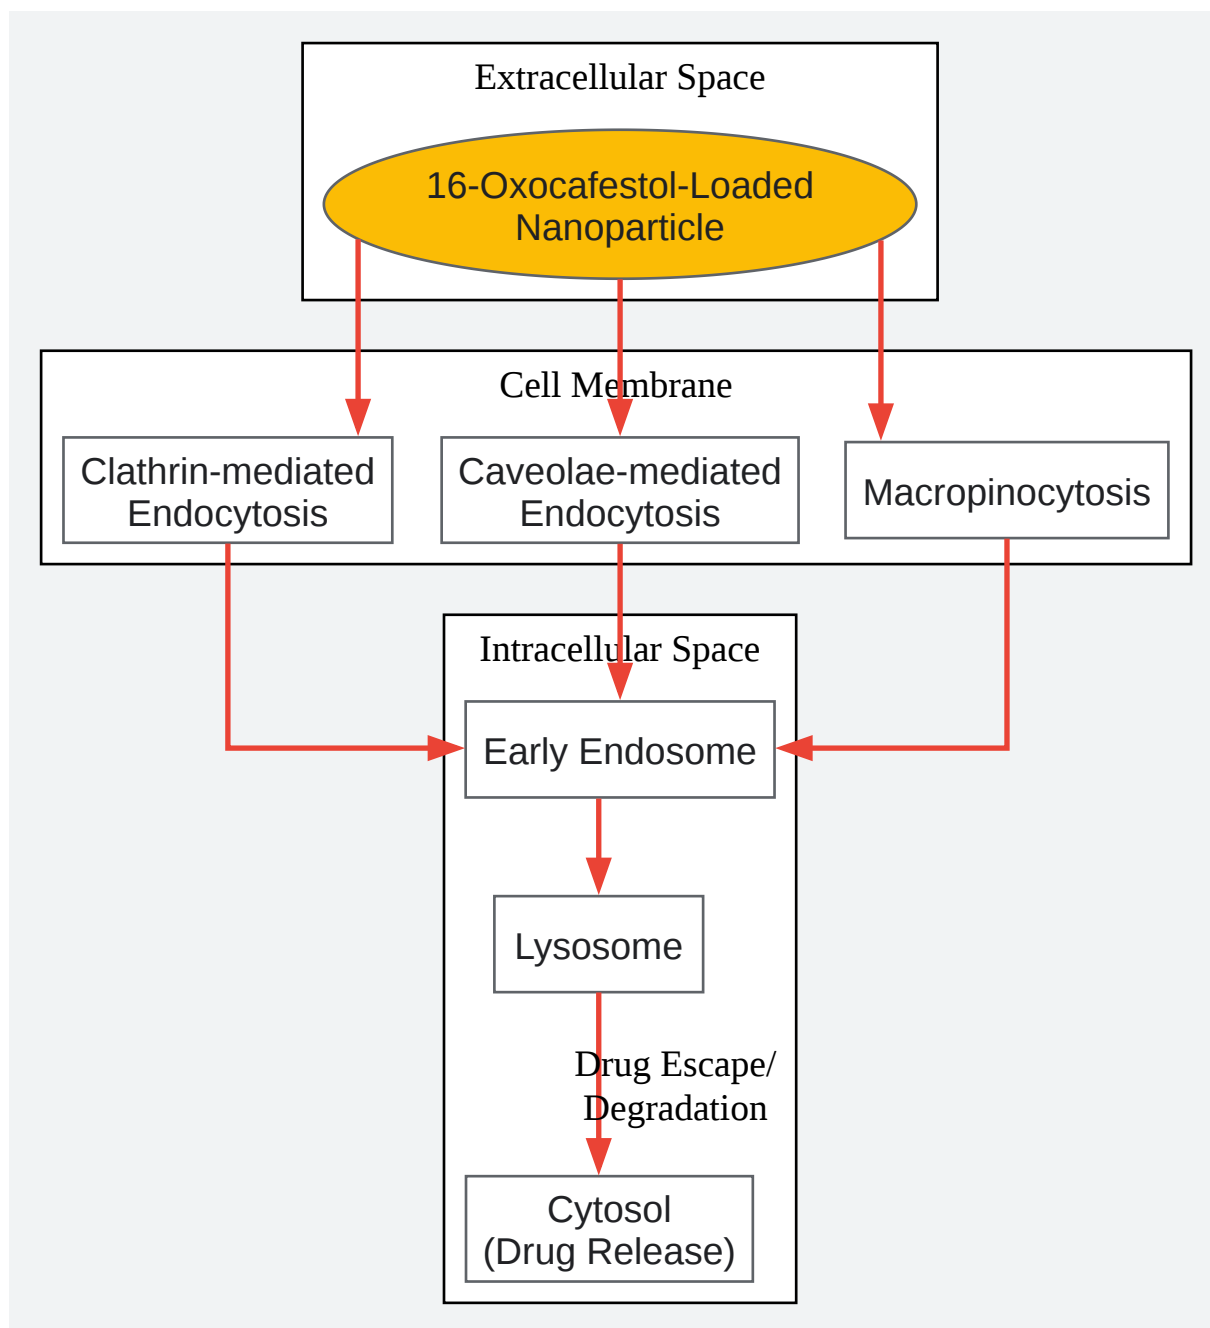 Extracellular Space
16-Oxocafestol-Loaded
Nanoparticle
Cell Membrane
Clathrin-mediated
Endocytosis
Caveolae-mediated
Endocytosis
Macropinocytosis
Intracellular Space
Early Endosome
Lysosome
Drug Escape/
Degradation
Cytosol
(Drug Release)